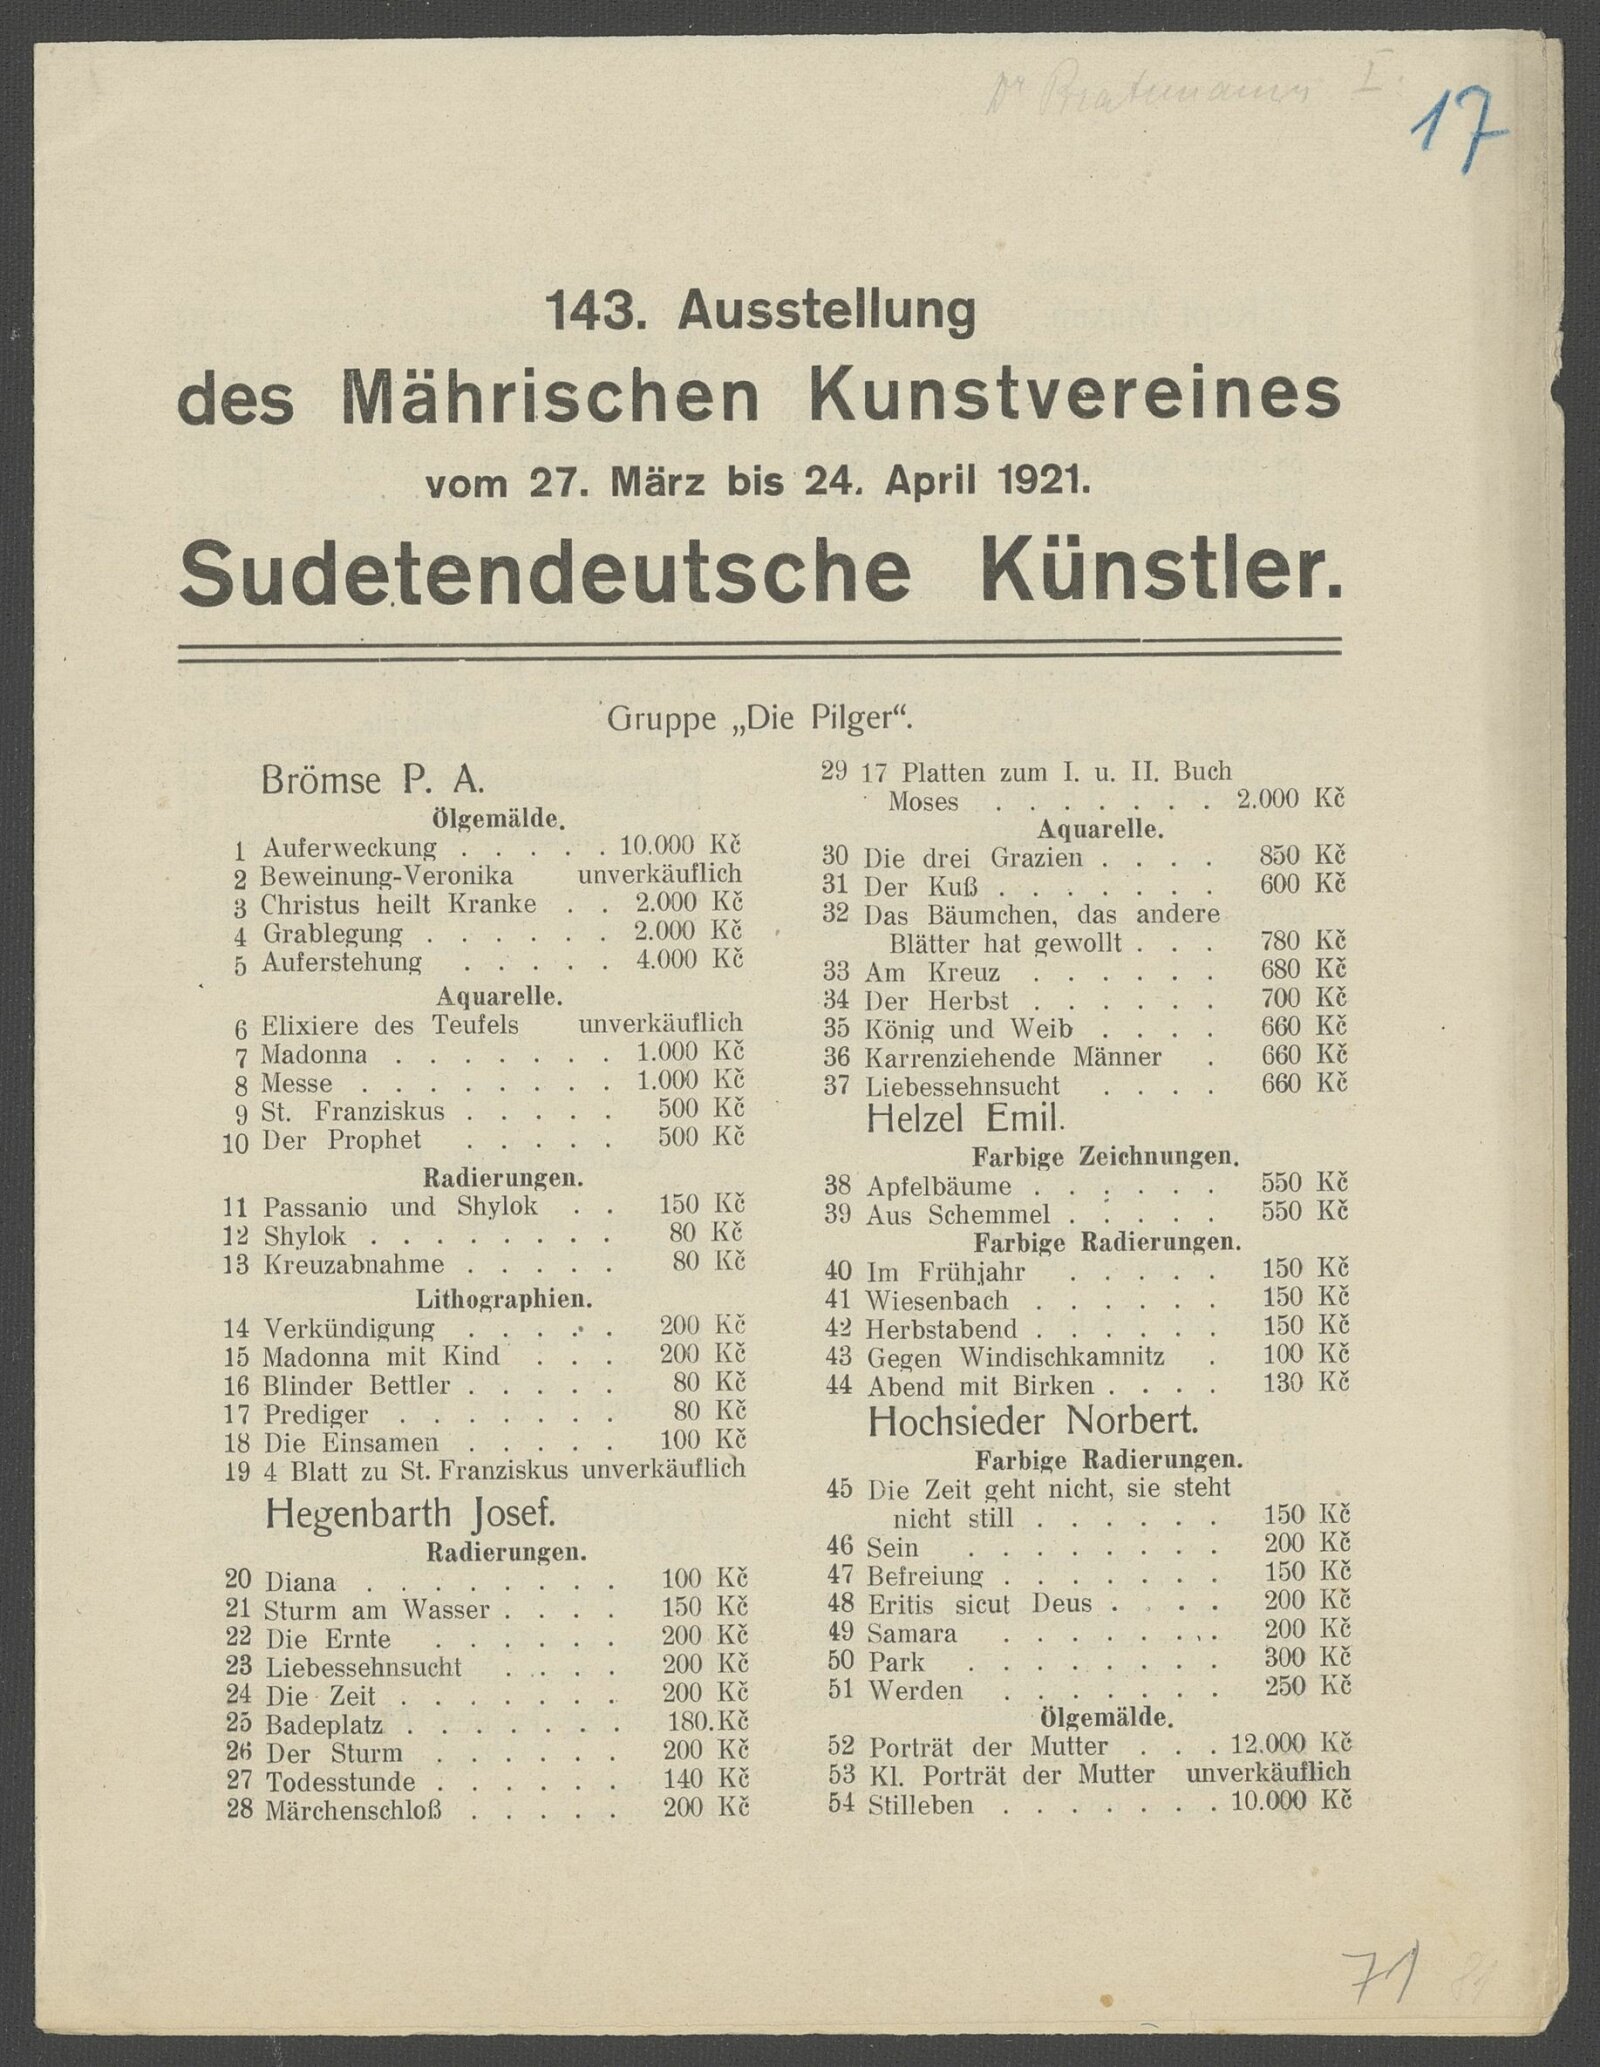 17
143. Ausstellung
des Mährischen Kunstvereines
vom 27. März bis 24. April 1921.
Sudetendeutsche Künstler.
Gruppe „Die Pilger“.
Brömse P. A.
Ölgemälde.
1 Auferweckung . . . . . 10.000 Kč
2 Beweinung-Veronika unverkäuflich
3 Christus heilt Kranke . . 2.000 Kč
4 Grablegung . . . . . . 2.000 Kč
5 Auferstehung . . . . . 4.000 Kč
Aquarelle.
6 Elixiere des Teufels unverkäuflich
7 Madonna . . . . . . . 1.000 Kč
8 Messe . . . . . . . . 1.000 Kč
9 St. Franziskus . . . . . 500 Kč
10 Der Prophet . . . . . 500 Kč
Radierungen.
11 Passanio und Shylok . . 150 Kč
12 Shylok . . . . . . . . 80 Kč
13 Kreuzabnahme . . . . . 80 Kč
Lithographien.
14 Verkündigung . . . . . 200 Kč
15 Madonna mit Kind . . . 200 Kč
16 Blinder Bettler . . . . . 80 Kč
17 Prediger . . . . . . . 80 Kč
18 Die Einsamen . . . . . 100 Kč
19 4 Blatt zu St. Franziskus unverkäuflich
Hegenbarth Josef.
Radierungen.
20 Diana . . . . . . . . 100 Kč
21 Sturm am Wasser . . . . 150 Kč
22 Die Ernte . . . . . . 200 Kč
23 Liebessehnsucht . . . . 200 Kč
24 Die Zeit . . . . . . . 200 Kč
25 Badeplatz . . . . . . . 180.Kč
26 Der Sturm . . . . . . 200 Kč
27 Todesstunde . . . . . . 140 Kč
28 Märchenschloß . . . . . 200 Kč
29 17 Platten zum I. u. II. Buch
Moses . . . . . . . 2.000 Kč
Aquarelle.
30 Die drei Grazien . . . . 850 Kč
31 Der Kuß . . . . . . . 600 Kč
32 Das Bäumchen, das andere
Blätter hat gewollt . . . 780 Kč
33 Am Kreuz . . . . . . 680 Kč
34 Der Herbst . . . . . . 700 Kč
35 König und Weib . . . . 660 Kč
36 Karrenziehende Männer . 660 Kč
37 Liebessehnsucht . . . . 660 Kč
Helzel Emil.
Farbige Zeichnungen.
38 Apfelbäume . . . . . . 550 Kč
39 Aus Schemmel . . . . . 550 Kč
Farbige Radierungen.
40 Im Frühjahr . . . . . 150 Kč
41 Wiesenbach . . . . . . 150 Kč
42 Herbstabend . . . . . . 150 Kč
43 Gegen Windischkamnitz . 100 Kč
44 Abend mit Birken . . . . 130 Kč
Hochsieder Norbert.
Farbige Radierungen.
45 Die Zeit geht nicht, sie steht
nicht still . . . . . . 150 Kč
46 Sein . . . . . . . . 200 Kč
47 Befreiung . . . . . . . 150 Kč
48 Eritis sicut Deus . . . . 200 Kč
49 Samara . . . . . . . 200 Kč
50 Park . . . . . . . . 300 Kč
51 Werden . . . . . . . 250 Kč
Ölgemälde.
52 Porträt der Mutter . . . 12.000 Kč
53 Kl. Porträt der Mutter unverkäuflich
54 Stilleben . . . . . . . 10.000 Kč
71